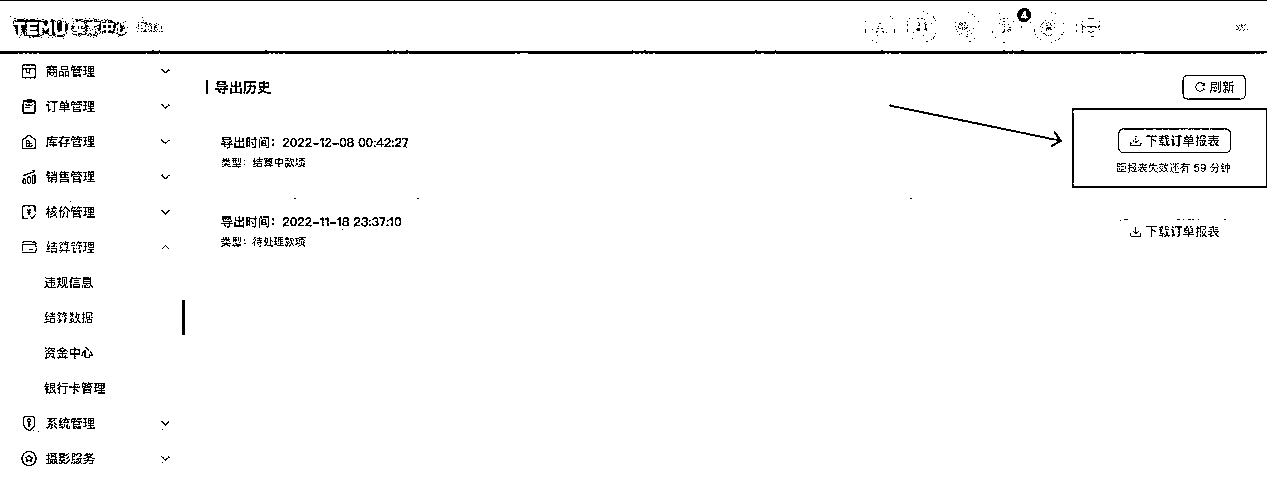 TEMU 卖家中心
4
商品管理
订单管理
库存管理
销售管理
核价管理
结算管理
违规信息
结算数据
资金中心
银行卡管理
系统管理
摄影服务
导出历史
刷新
导出时间：2022-12-08 00:42:27
类型：结算中款项
下载订单报表
距报表失效还有 59 分钟
导出时间：2022-11-18 23:37:10
类型：待处理款项
下载订单报表